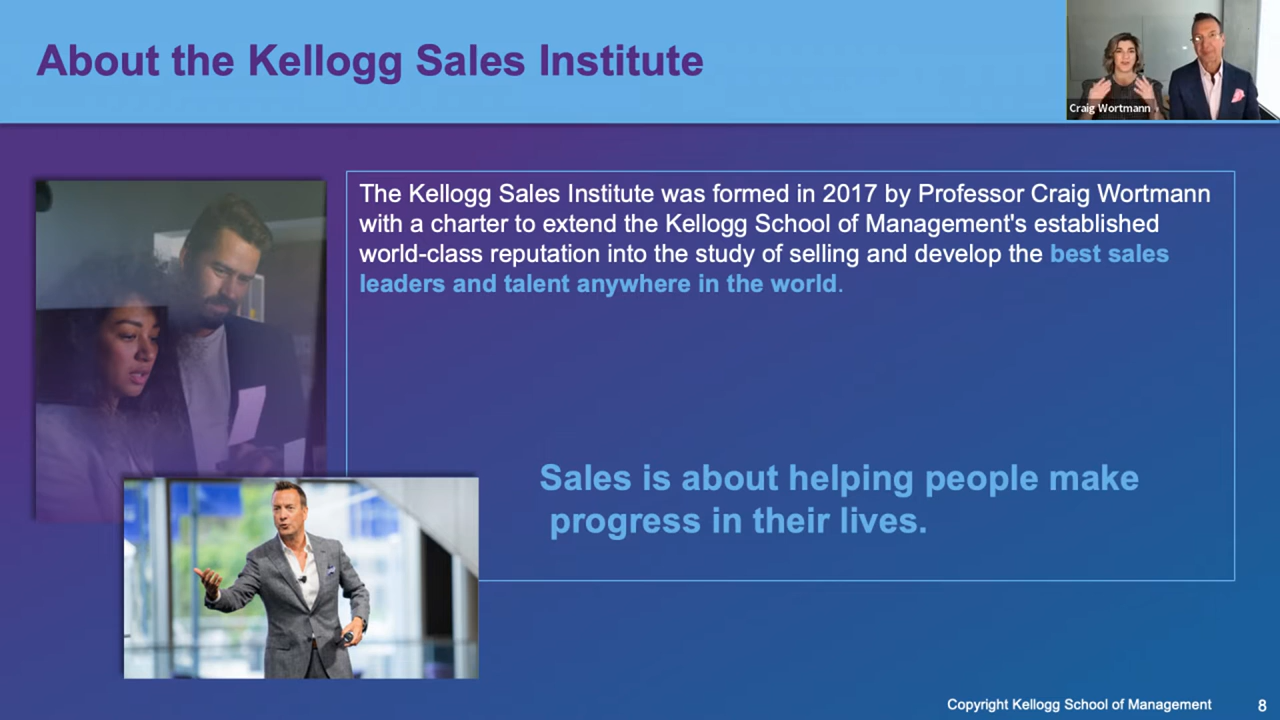 About the Kellogg Sales Institute
Craig Wortmann
The Kellogg Sales Institute was formed in 2017 by Professor Craig Wortmann
with a charter to extend the Kellogg School of Management's established
world-class reputation into the study of selling and develop the best sales
leaders and talent anywhere in the world.
Sales is about helping people make
progress in their lives.
Copyright Kellogg School of Management
8